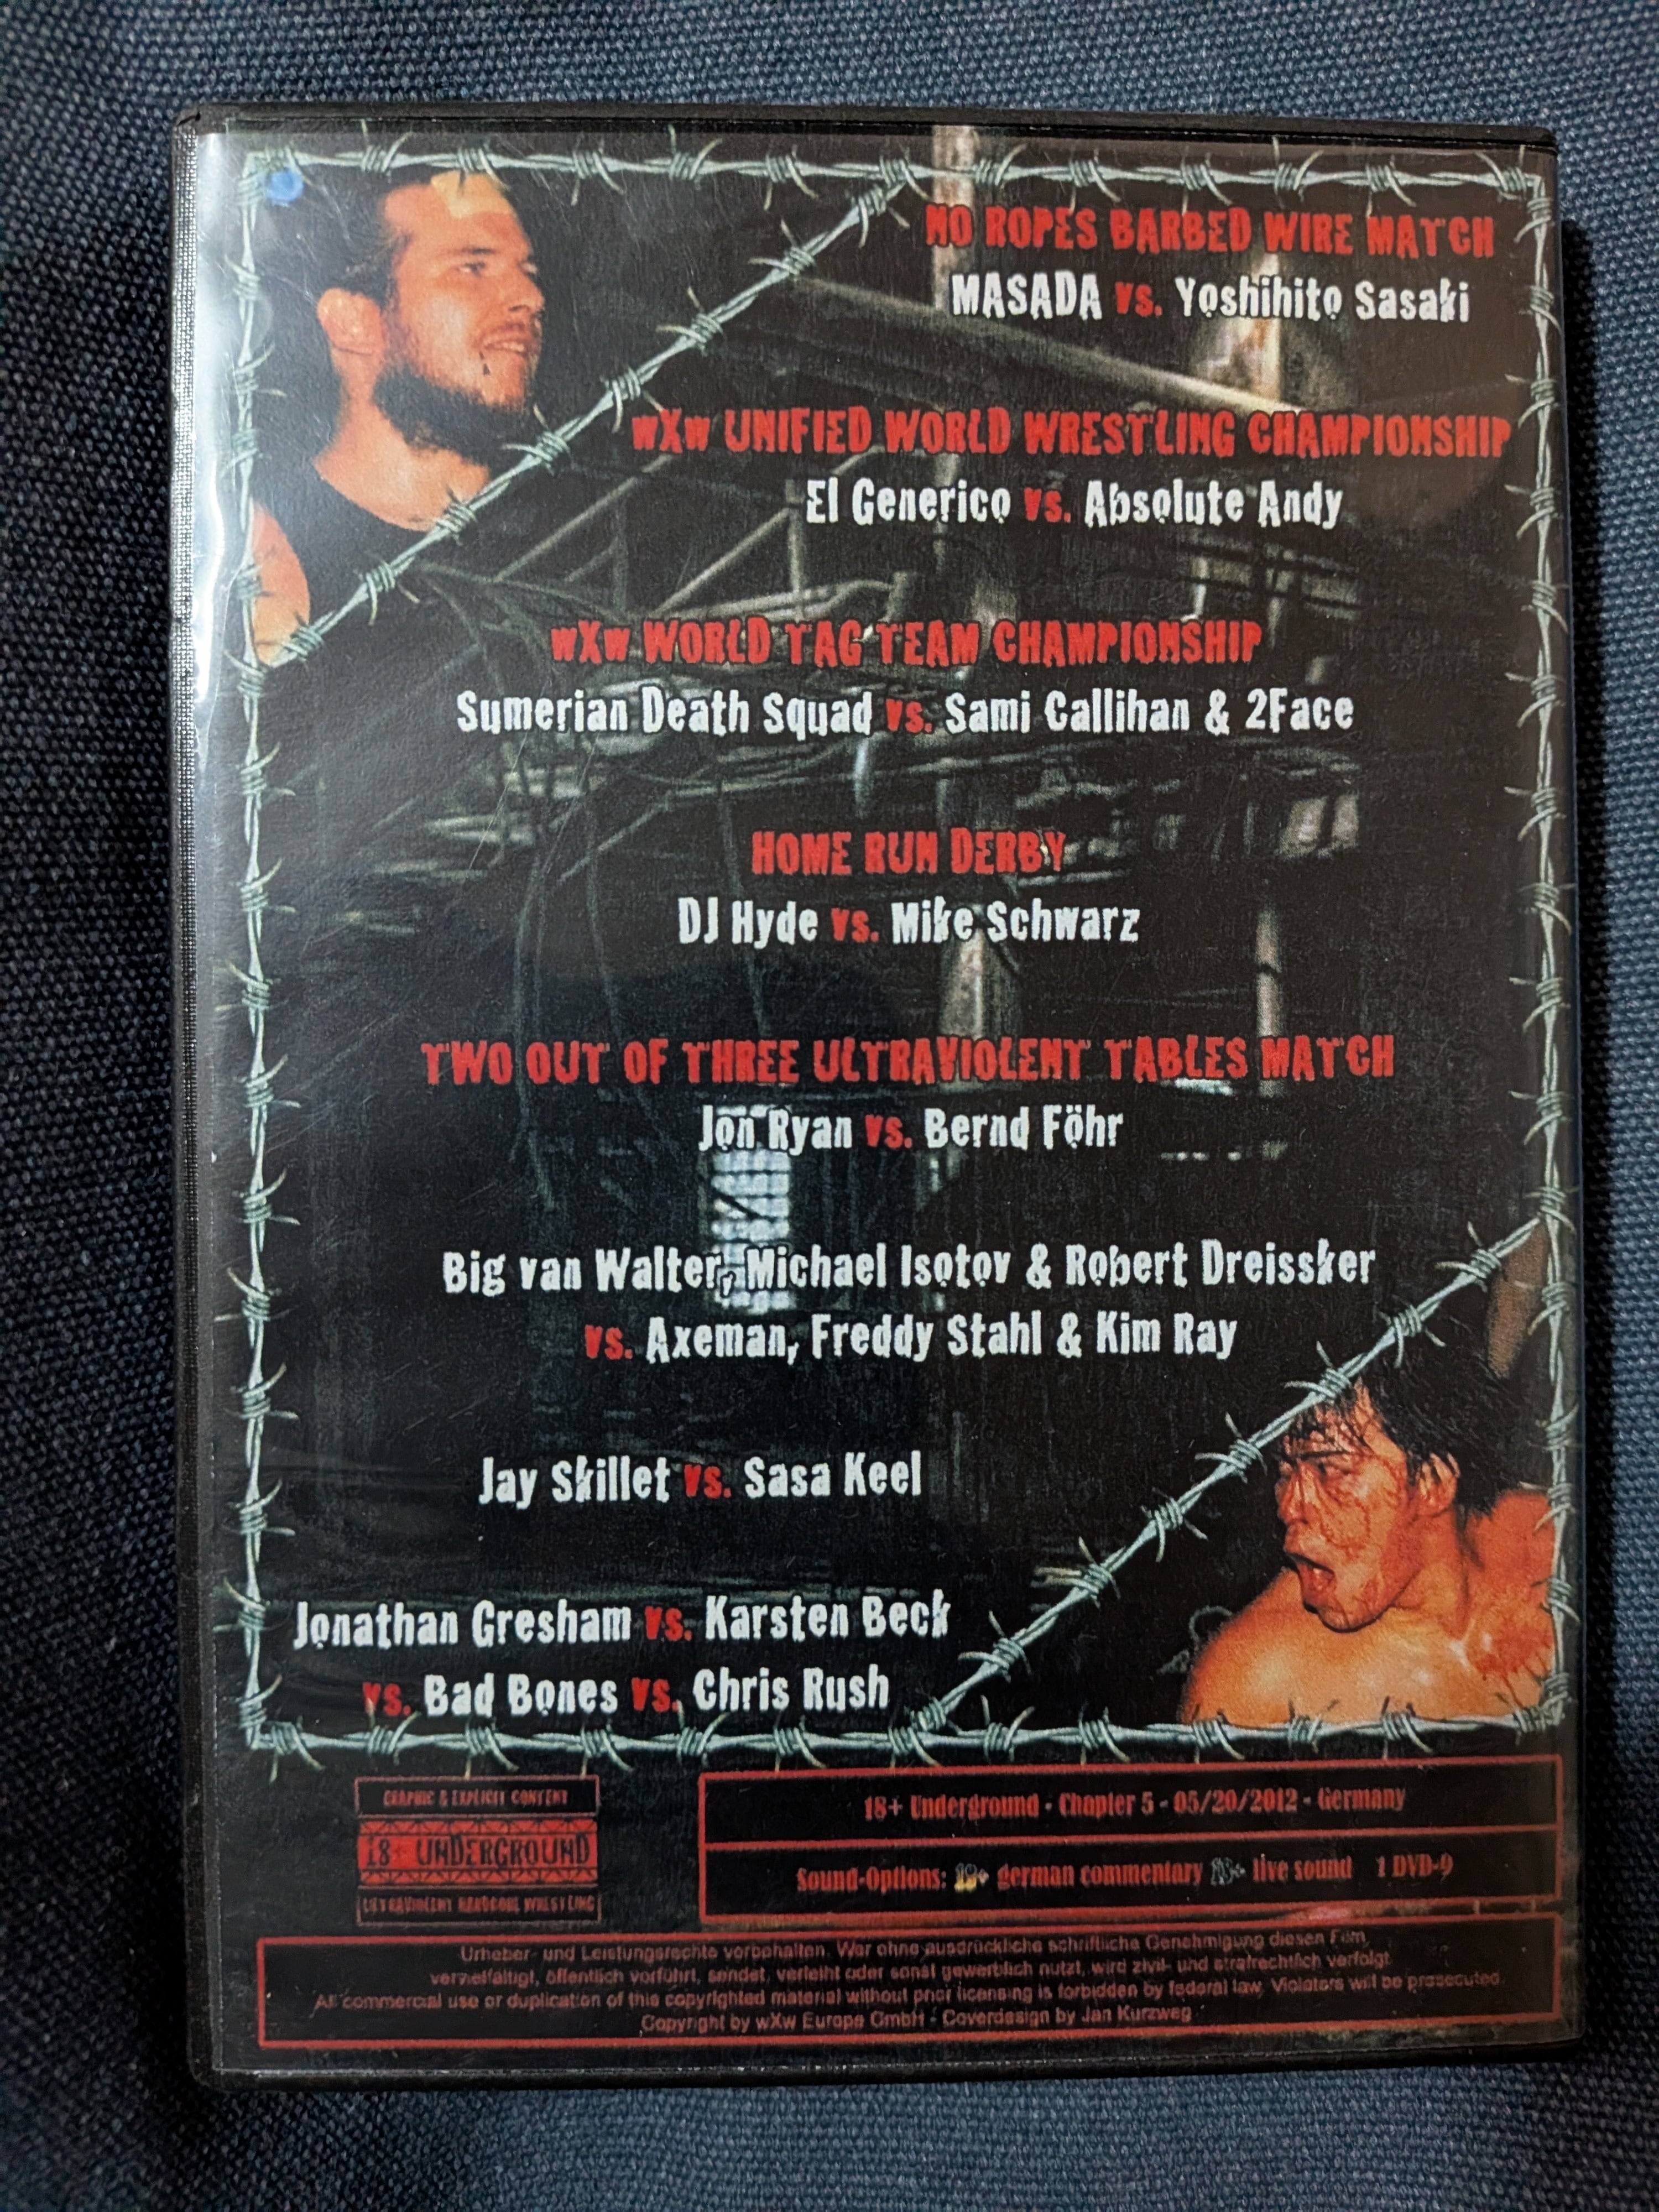 NO ROPES BARBED WIRE MATCH
MASADA vs. Yoshihito Sasaki
wXw UNIFIED WORLD WRESTLING CHAMPIONSHIP
El Generico vs. Absolute Andy
wXw WORLD TAG TEAM CHAMPIONSHIP
Sumerian Death Squad vs. Sami Callihan & 2Face
HOME RUN DERBY
DJ Hyde vs. Mike Schwarz
TWO OUT OF THREE ULTRAVIOLENT TABLES MATCH
Jon Ryan vs. Bernd Föhr
Big van Walter, Michael Isotov & Robert Dreissker
vs. Axeman, Freddy Stahl & Kim Ray
Jay Skillet vs. Sasa Keel
Jonathan Gresham vs. Karsten Beck
vs. Bad Bones vs. Chris Rush
GRAPHIC & EXPLICIT CONTENT
18+ UNDERGROUND
ULTRAVIOLENT HARDCORE WRESTLING
18+ Underground - Chapter 5 - 05/20/2012 - Germany
Sound-Options: 18+ german commentary 18+ live sound 1 DVD-9
Urheber- und Leistungsrechte vorbehalten. Wer ohne ausdrückliche schriftliche Genehmigung diesen Film,
vervielfältigt, öffentlich vorführt, sendet, verleiht oder sonst gewerblich nutzt, wird zivil- und strafrechtlich verfolgt.
All commercial use or duplication of this copyrighted material without prior licensing is forbidden by federal law. Violators will be prosecuted.
Copyright by wXw Europe GmbH - Coverdesign by Jan Kurzweg